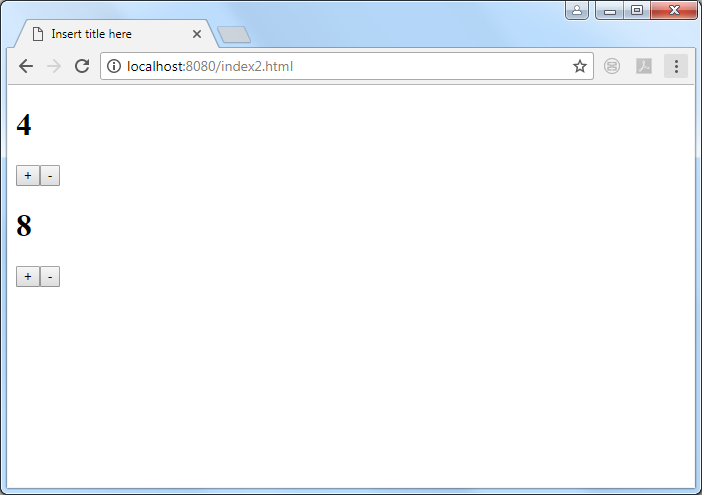 Insert title here
localhost:8080/index2.html
4
+ -
8
+ -